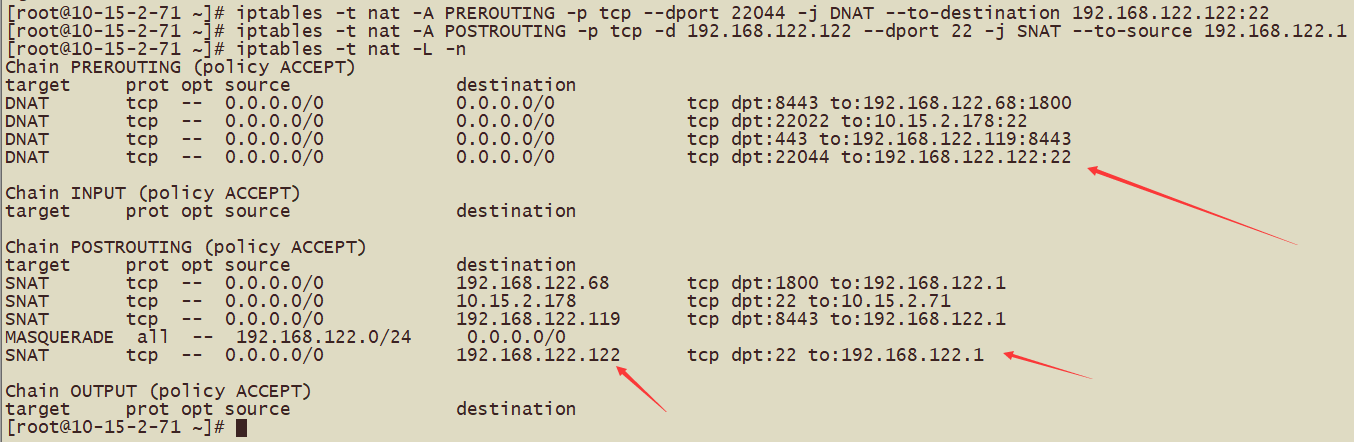 [root@10-15-2-71 ~]# iptables -t nat -A PREROUTING -p tcp --dport 22044 -j DNAT --to-destination 192.168.122.122:22
[root@10-15-2-71 ~]# iptables -t nat -A POSTROUTING -p tcp -d 192.168.122.122 --dport 22 -j SNAT --to-source 192.168.122.1
[root@10-15-2-71 ~]# iptables -t nat -L -n
Chain PREROUTING (policy ACCEPT)
target     prot opt source               destination
DNAT       tcp  --  0.0.0.0/0            0.0.0.0/0            tcp dpt:8443 to:192.168.122.68:1800
DNAT       tcp  --  0.0.0.0/0            0.0.0.0/0            tcp dpt:22022 to:10.15.2.178:22
DNAT       tcp  --  0.0.0.0/0            0.0.0.0/0            tcp dpt:443 to:192.168.122.119:8443
DNAT       tcp  --  0.0.0.0/0            0.0.0.0/0            tcp dpt:22044 to:192.168.122.122:22
Chain INPUT (policy ACCEPT)
target     prot opt source               destination
Chain POSTROUTING (policy ACCEPT)
target     prot opt source               destination
SNAT       tcp  --  0.0.0.0/0            192.168.122.68       tcp dpt:1800 to:192.168.122.1
SNAT       tcp  --  0.0.0.0/0            10.15.2.178          tcp dpt:22 to:10.15.2.71
SNAT       tcp  --  0.0.0.0/0            192.168.122.119      tcp dpt:8443 to:192.168.122.1
MASQUERADE  all  --  192.168.122.0/24     0.0.0.0/0
SNAT       tcp  --  0.0.0.0/0            192.168.122.122      tcp dpt:22 to:192.168.122.1
Chain OUTPUT (policy ACCEPT)
target     prot opt source               destination
[root@10-15-2-71 ~]#